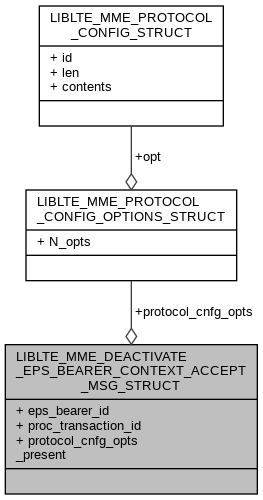 LIBLTE_MME_PROTOCOL
_CONFIG_STRUCT
+ id
+ len
+ contents
+opt
LIBLTE_MME_PROTOCOL
_CONFIG_OPTIONS_STRUCT
+ N_opts
+protocol_cnfg_opts
LIBLTE_MME_DEACTIVATE
_EPS_BEARER_CONTEXT_ACCEPT
_MSG_STRUCT
+ eps_bearer_id
+ proc_transaction_id
+ protocol_cnfg_opts
_present